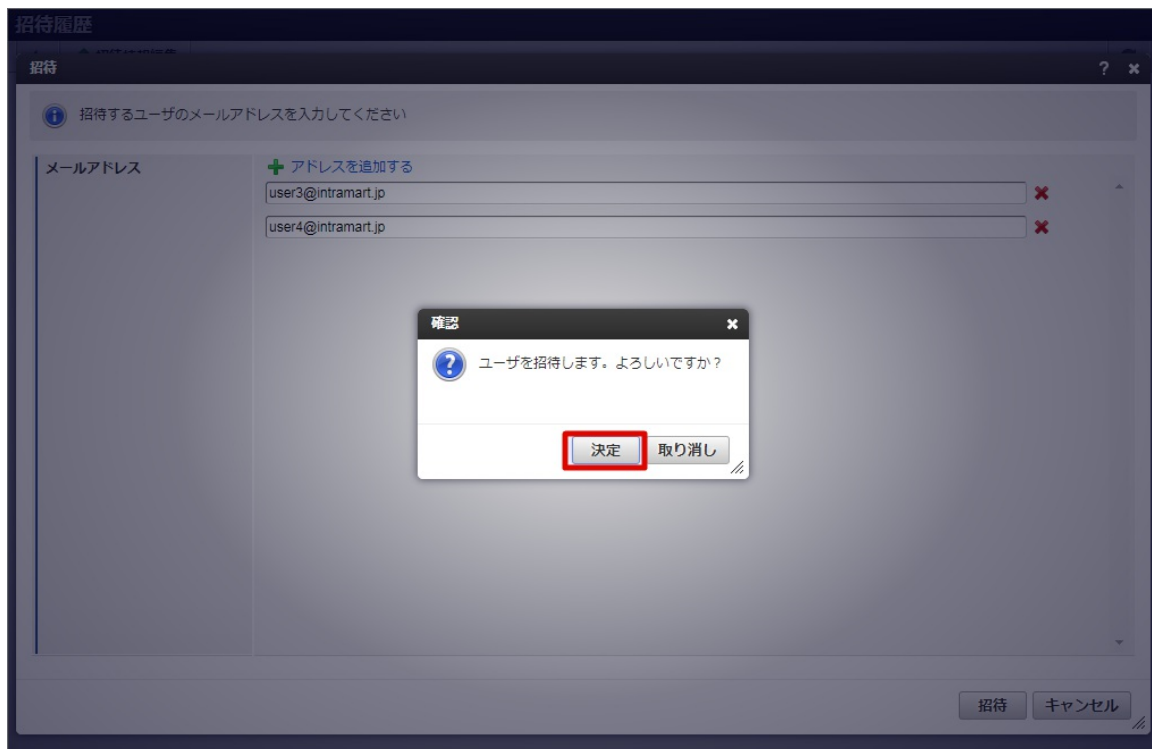 招待履歴
招待
?
招待するユーザのメールアドレスを入力してください
メールアドレス
アドレスを追加する
user3@intramart.jp
user4@intramart.jp
確認
ユーザを招待します。よろしいですか？
決定 取り消し
招待 キャンセル